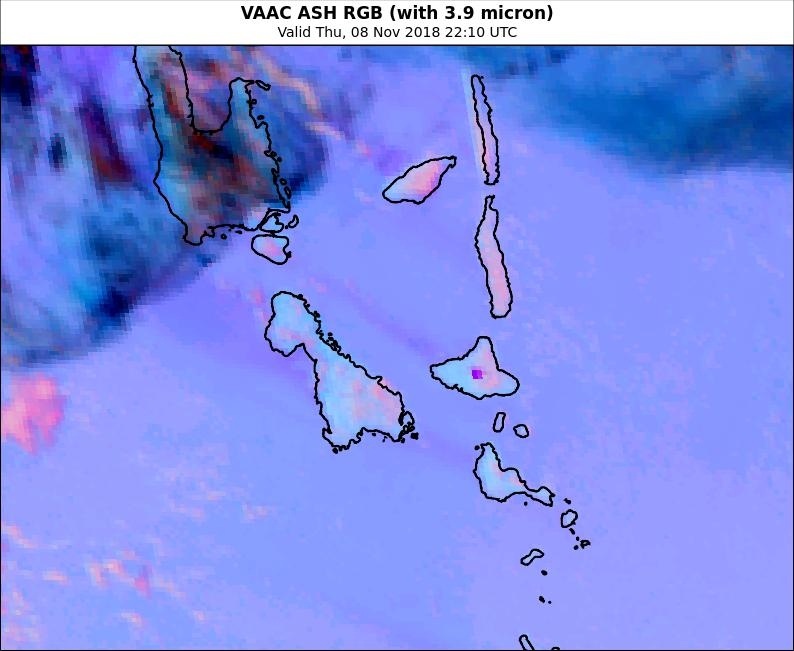 VAAC ASH RGB (with 3.9 micron)
Valid Thu, 08 Nov 2018 22:10 UTC